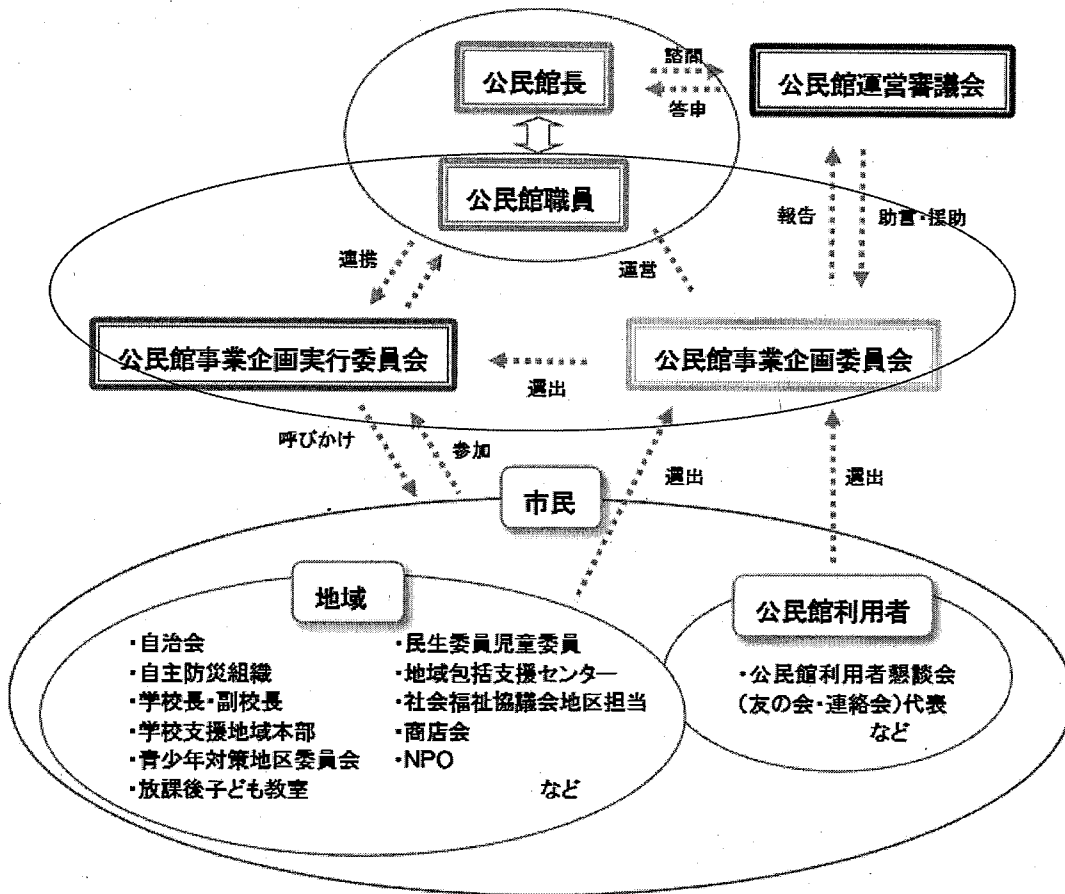 公民館長
諮問
答申
公民館運営審議会
公民館職員
連携
運営
報告
助言・援助
公民館事業企画実行委員会
選出
公民館事業企画委員会
呼びかけ
参加
選出
選出
市民
地域
公民館利用者
・自治会
・自主防災組織
・学校長・副校長
・学校支援地域本部
・青少年対策地区委員会
・放課後子ども教室
・民生委員児童委員
・地域包括支援センター
・社会福祉協議会地区担当
・商店会
・NPO
など
・公民館利用者懇談会
(友の会・連絡会)代表
など